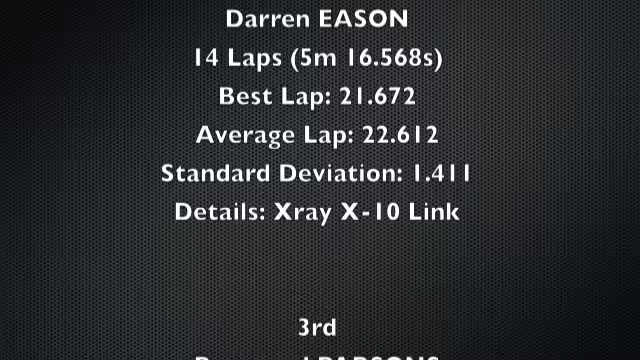 Darren EASON
14 Laps (5m 16.568s)
Best Lap: 21.672
Average Lap: 22.612
Standard Deviation: 1.411
Details: Xray X-10 Link
3rd